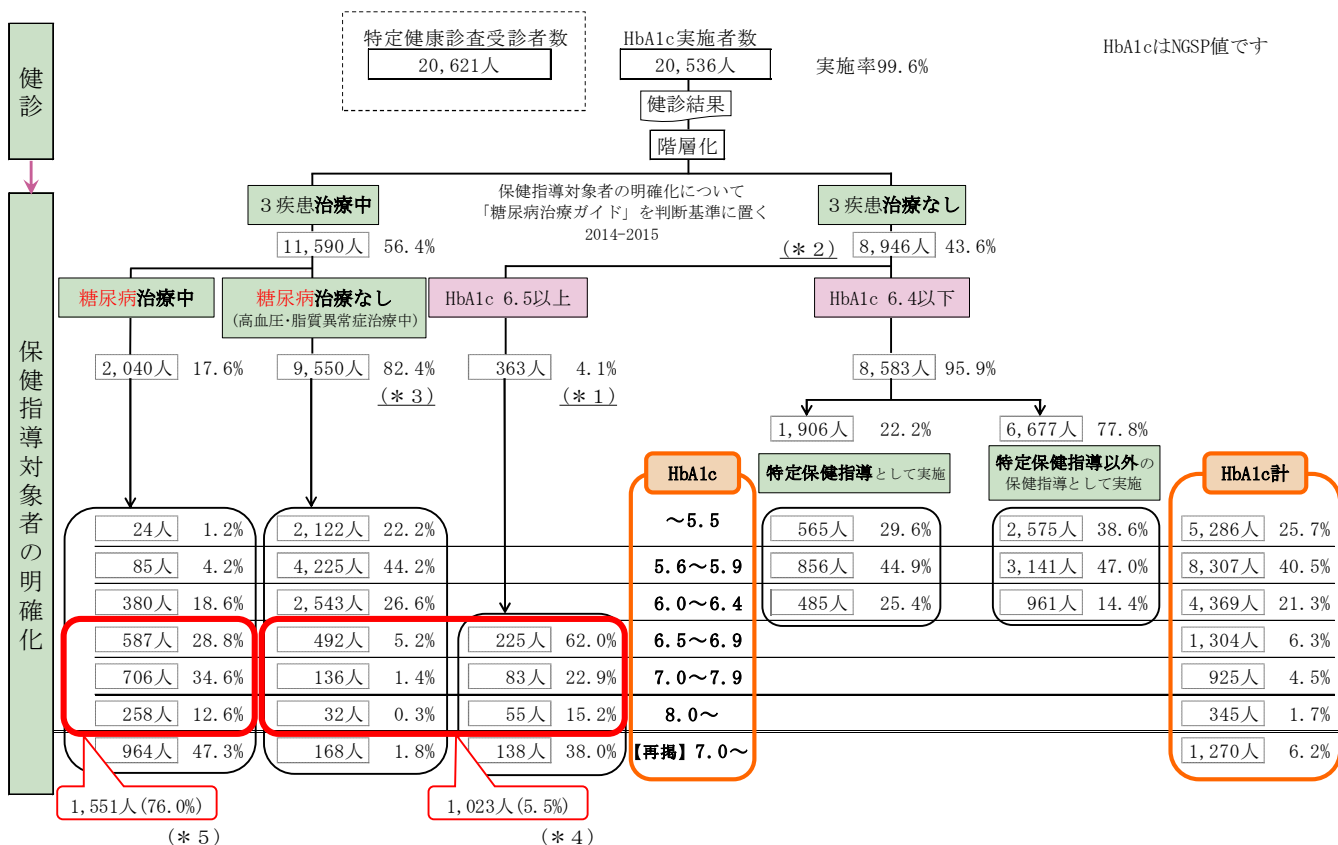 健診
特定健康診査受診者数
20,621人
HbA1c実施者数
20,536人
実施率99.6%
HbA1cはNGSP値です
健診結果
階層化
保健指導対象者の明確化
保健指導対象者の明確化について
「糖尿病治療ガイド」を判断基準に置く
2014-2015
3疾患治療中
11,590人 56.4%
3疾患治療なし
(*2)
8,946人 43.6%
糖尿病治療中
糖尿病治療なし
(高血圧・脂質異常症治療中)
HbA1c 6.5以上
HbA1c 6.4以下
2,040人 17.6%
9,550人 82.4%
(*3)
363人 4.1%
(*1)
8,583人 95.9%
1,906人 22.2%
6,677人 77.8%
特定保健指導として実施
特定保健指導以外の
保健指導として実施
HbA1c
HbA1c計
24人 1.2% 2,122人 22.2% ～5.5 565人 29.6% 2,575人 38.6% 5,286人 25.7%
85人 4.2% 4,225人 44.2% 5.6～5.9 856人 44.9% 3,141人 47.0% 8,307人 40.5%
380人 18.6% 2,543人 26.6% 6.0～6.4 485人 25.4% 961人 14.4% 4,369人 21.3%
587人 28.8% 492人 5.2% 225人 62.0% 6.5～6.9 1,304人 6.3%
706人 34.6% 136人 1.4% 83人 22.9% 7.0～7.9 925人 4.5%
258人 12.6% 32人 0.3% 55人 15.2% 8.0～ 345人 1.7%
964人 47.3% 168人 1.8% 138人 38.0% 【再掲】7.0～ 1,270人 6.2%
1,551人(76.0%)
(*5)
1,023人(5.5%)
(*4)